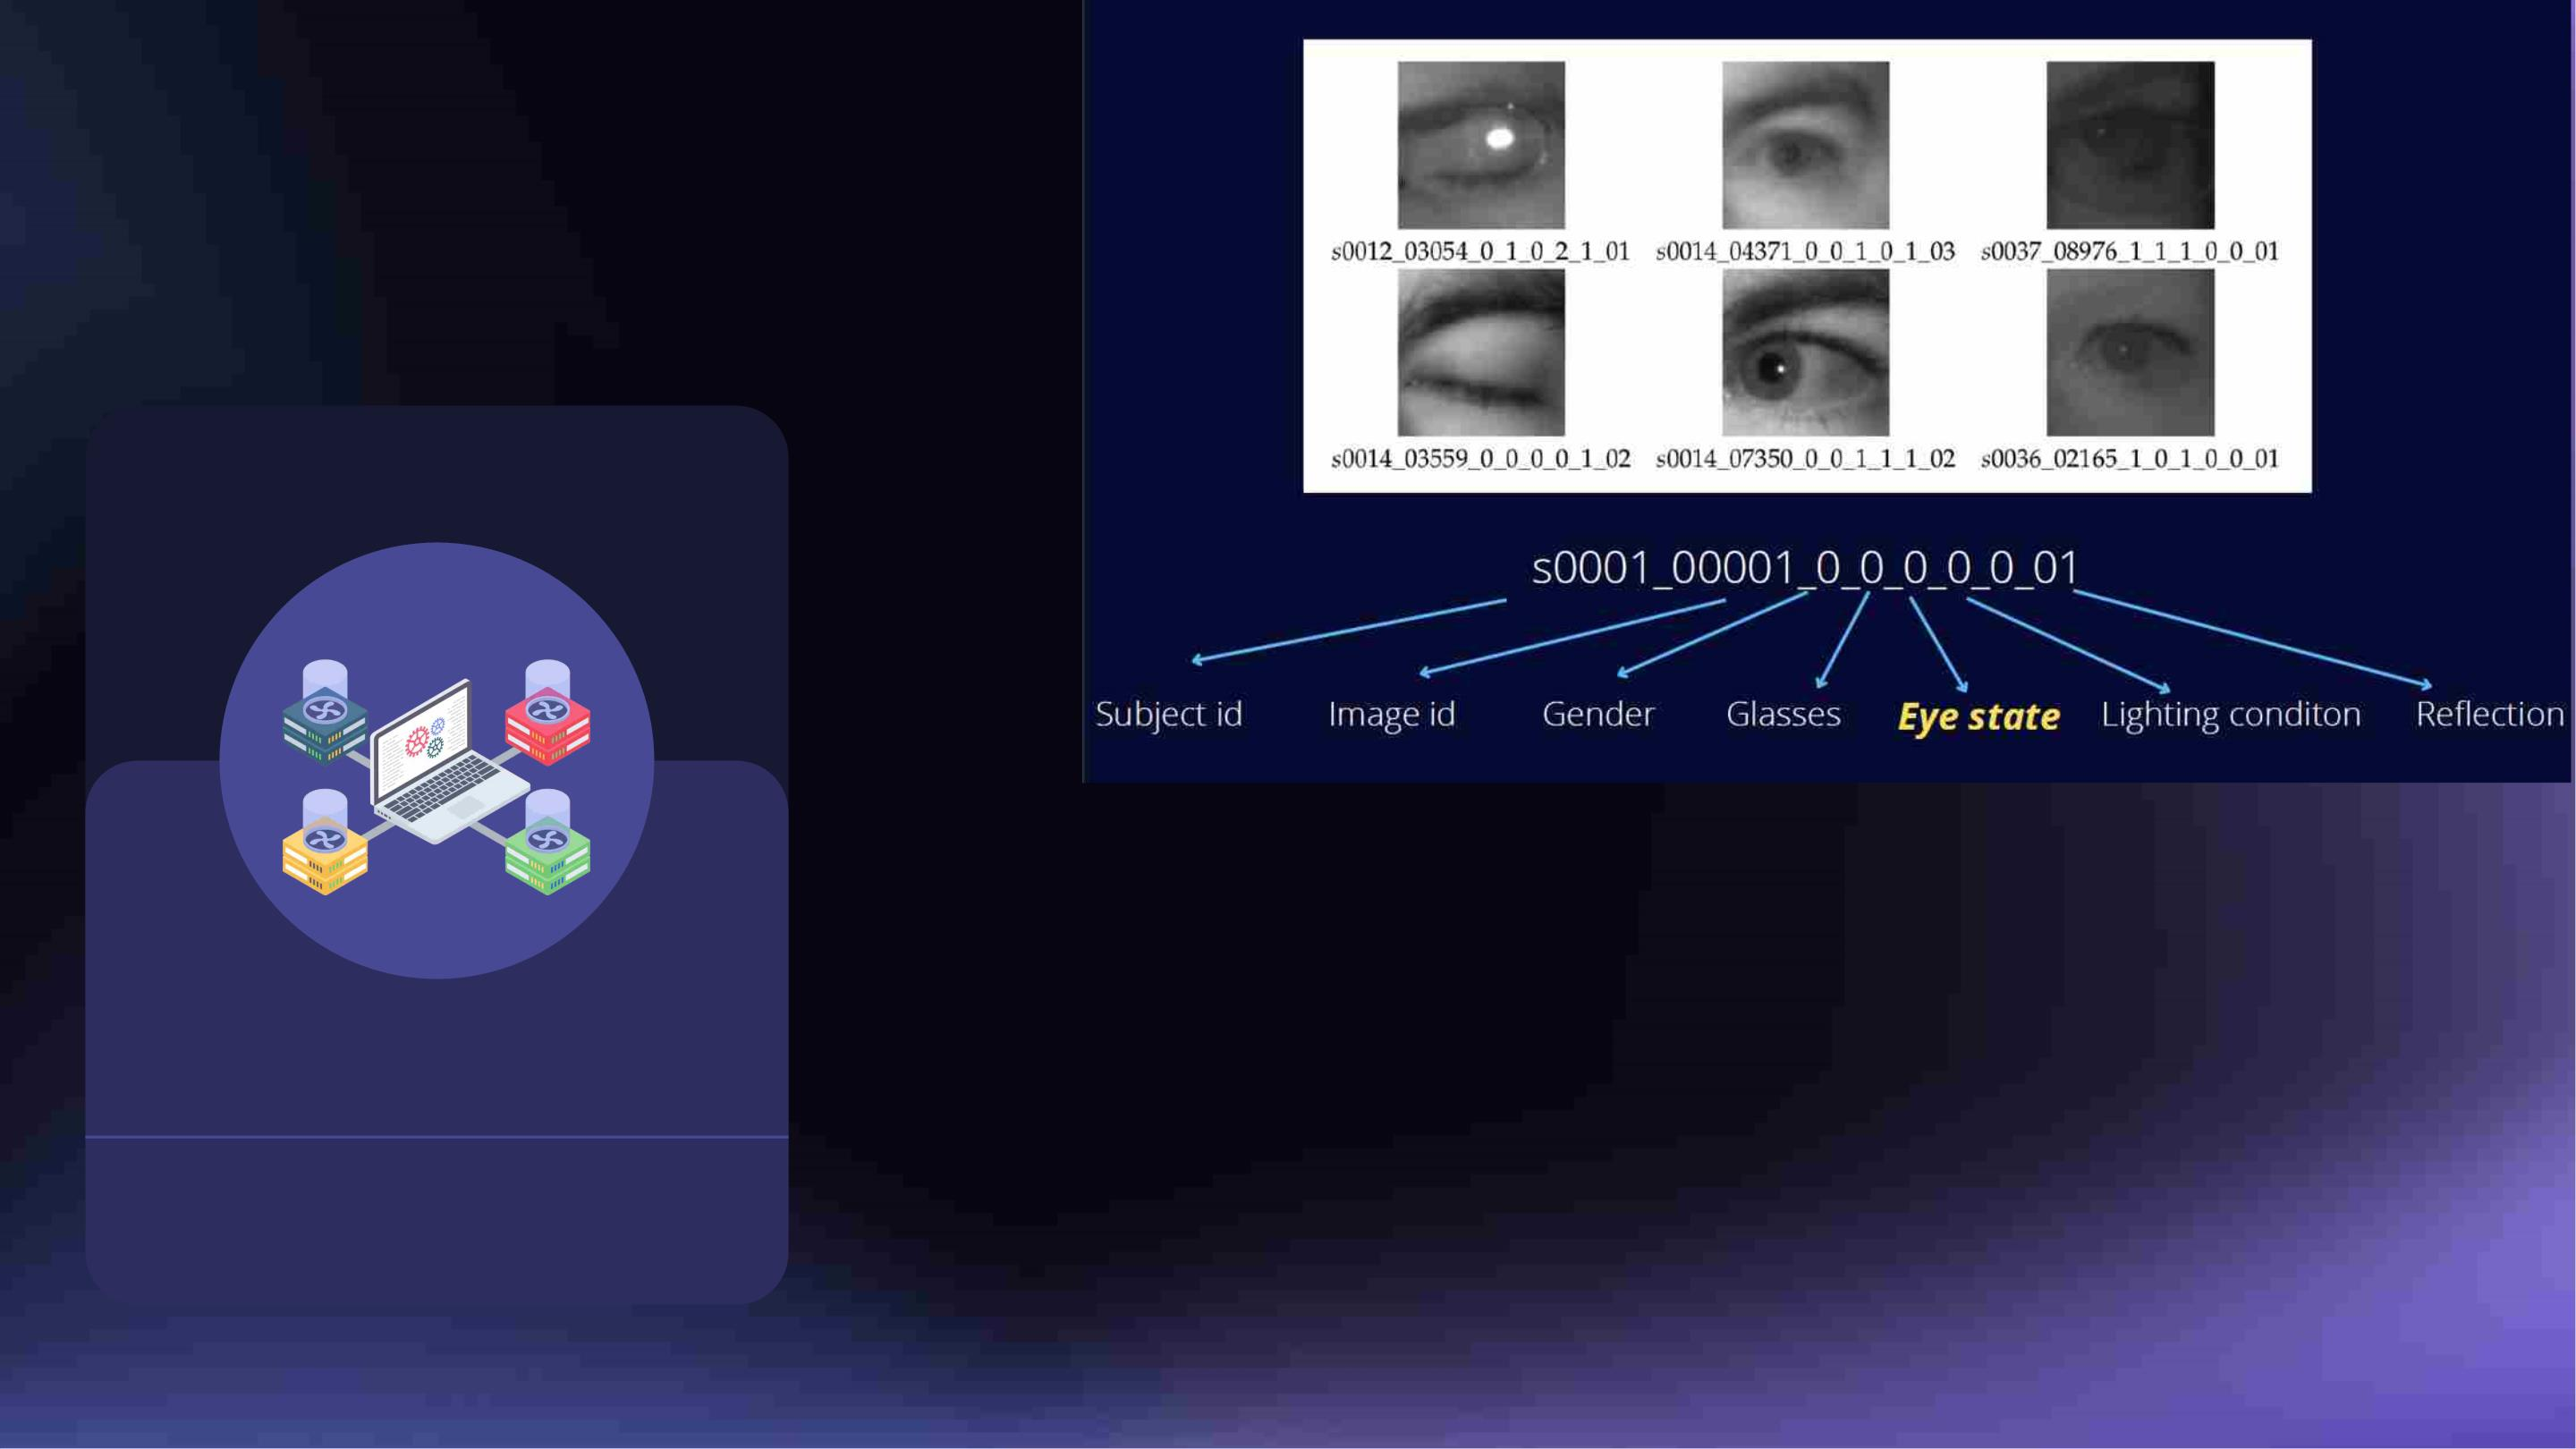 s0012_03054_0_1_0_2_1_01 s0014_04371_0_0_1_0_1_03 s0037_08976_1_1_1_0_0_01
s0014_03559_0_0_0_0_1_02 s0014_07350_0_0_1_1_1_02 s0036_02165_1_0_1_0_0_01
s0001_00001_0_0_0_0_0_01
Subject id Image id Gender Glasses Eye state Lighting conditon Reflection